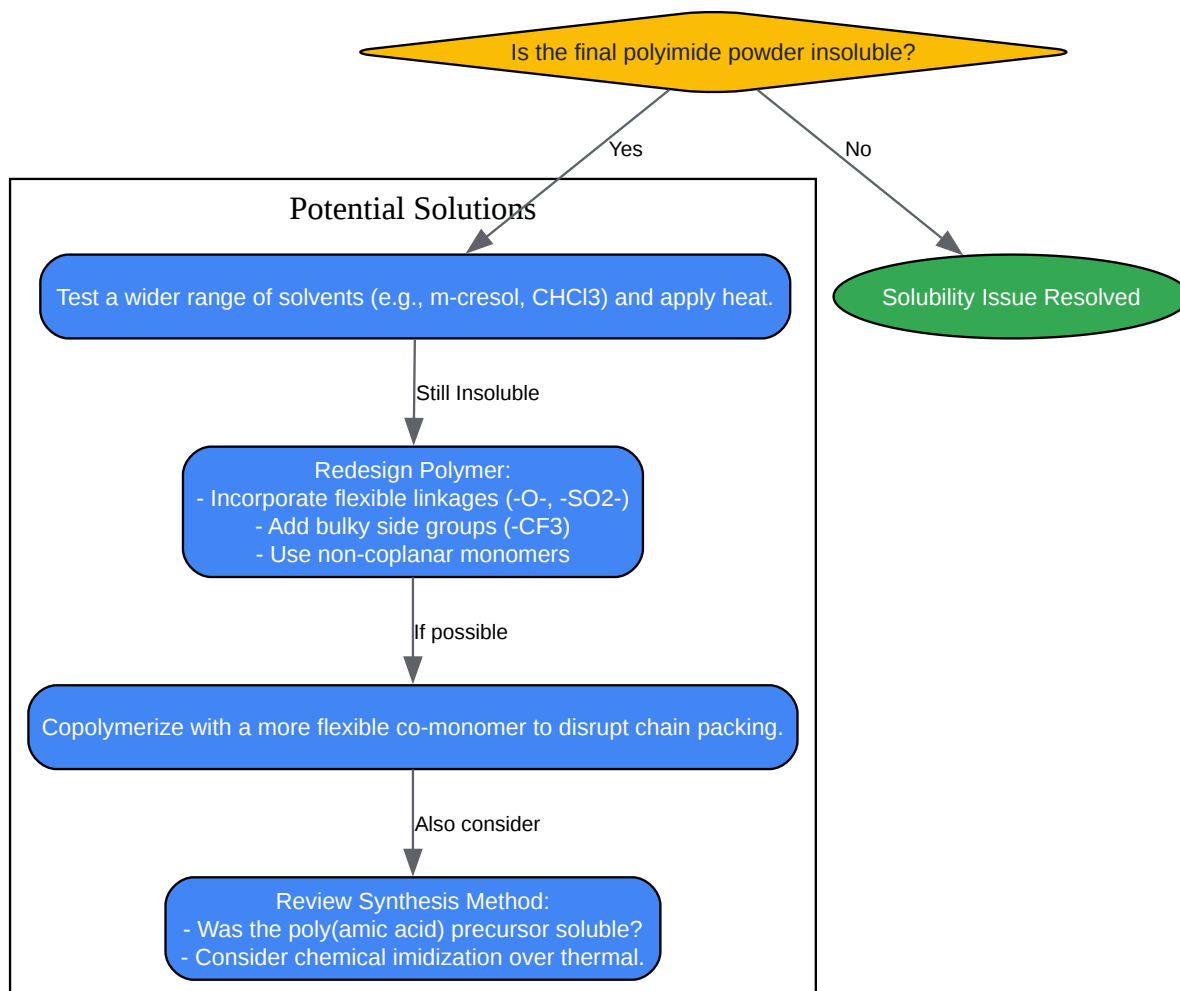 Is the final polyimide powder insoluble?
Yes
No
Potential Solutions
Test a wider range of solvents (e.g., m-cresol, CHCl3) and apply heat.
Solubility Issue Resolved
Still Insoluble
Redesign Polymer:
- Incorporate flexible linkages (-O-, -SO2-)
- Add bulky side groups (-CF3)
- Use non-coplanar monomers
If possible
Copolymerize with a more flexible co-monomer to disrupt chain packing.
Also consider
Review Synthesis Method:
- Was the poly(amic acid) precursor soluble?
- Consider chemical imidization over thermal.